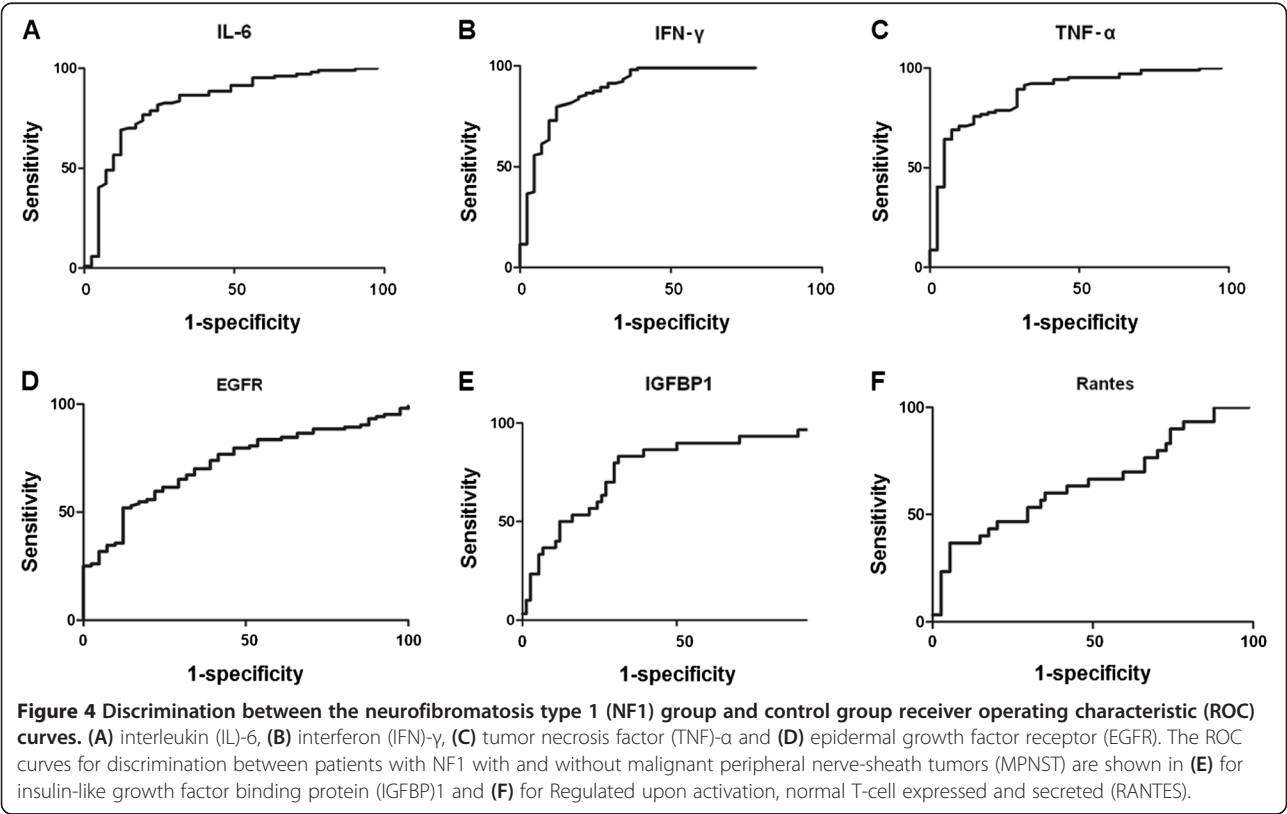 A
IL-6
100
50
0
Sensitivity
0 50 100
1-specificity
B
IFN-γ
100
50
0
Sensitivity
0 50 100
1-specificity
C
TNF-α
100
50
0
Sensitivity
0 50 100
1-specificity
D
EGFR
100
50
0
Sensitivity
0 50 100
1-specificity
E
IGFBP1
100
50
0
Sensitivity
0 50
1-specificity
F
Rantes
100
50
0
Sensitivity
0 50 100
1-specificity
Figure 4 Discrimination between the neurofibromatosis type 1 (NF1) group and control group receiver operating characteristic (ROC)
curves. (A) interleukin (IL)-6, (B) interferon (IFN)-γ, (C) tumor necrosis factor (TNF)-α and (D) epidermal growth factor receptor (EGFR). The ROC
curves for discrimination between patients with NF1 with and without malignant peripheral nerve-sheath tumors (MPNST) are shown in (E) for
insulin-like growth factor binding protein (IGFBP)1 and (F) for Regulated upon activation, normal T-cell expressed and secreted (RANTES).